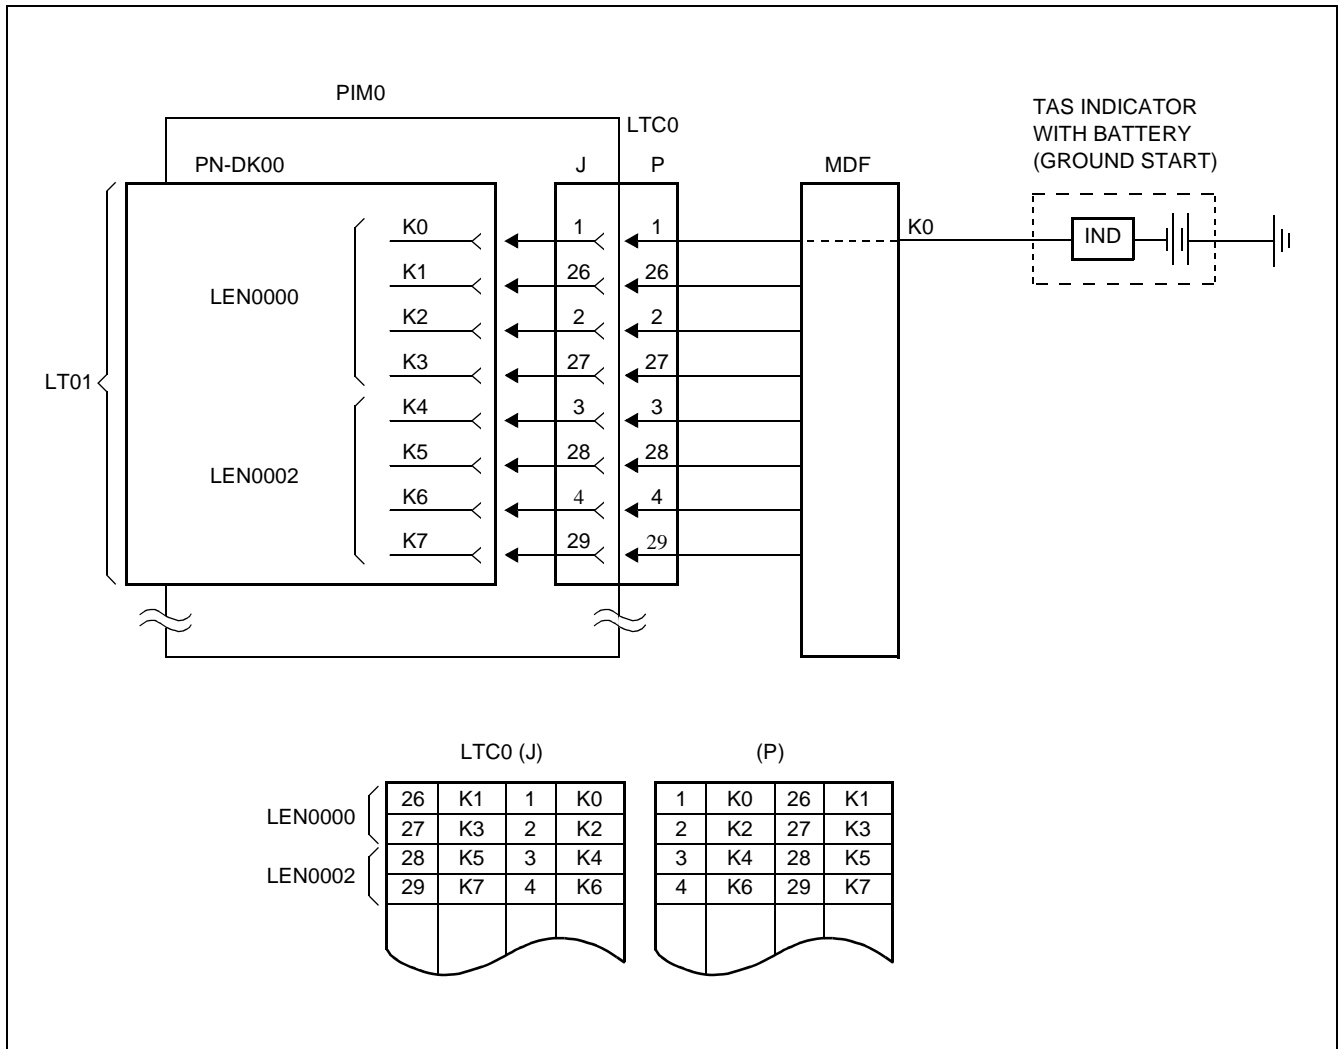 PIM0
LTC0
TAS INDICATOR
WITH BATTERY
(GROUND START)
PN-DK00 J P MDF
K0 1 1 K0 IND
K1 26 26
LEN0000
K2 2 2
K3 27 27
LT01
K4 3 3
K5 28 28
LEN0002
K6 4 4
K7 29 29
LTC0 (J) (P)
26 K1 1 K0 1 K0 26 K1
LEN0000
27 K3 2 K2 2 K2 27 K3
28 K5 3 K4 3 K4 28 K5
LEN0002
29 K7 4 K6 4 K6 29 K7